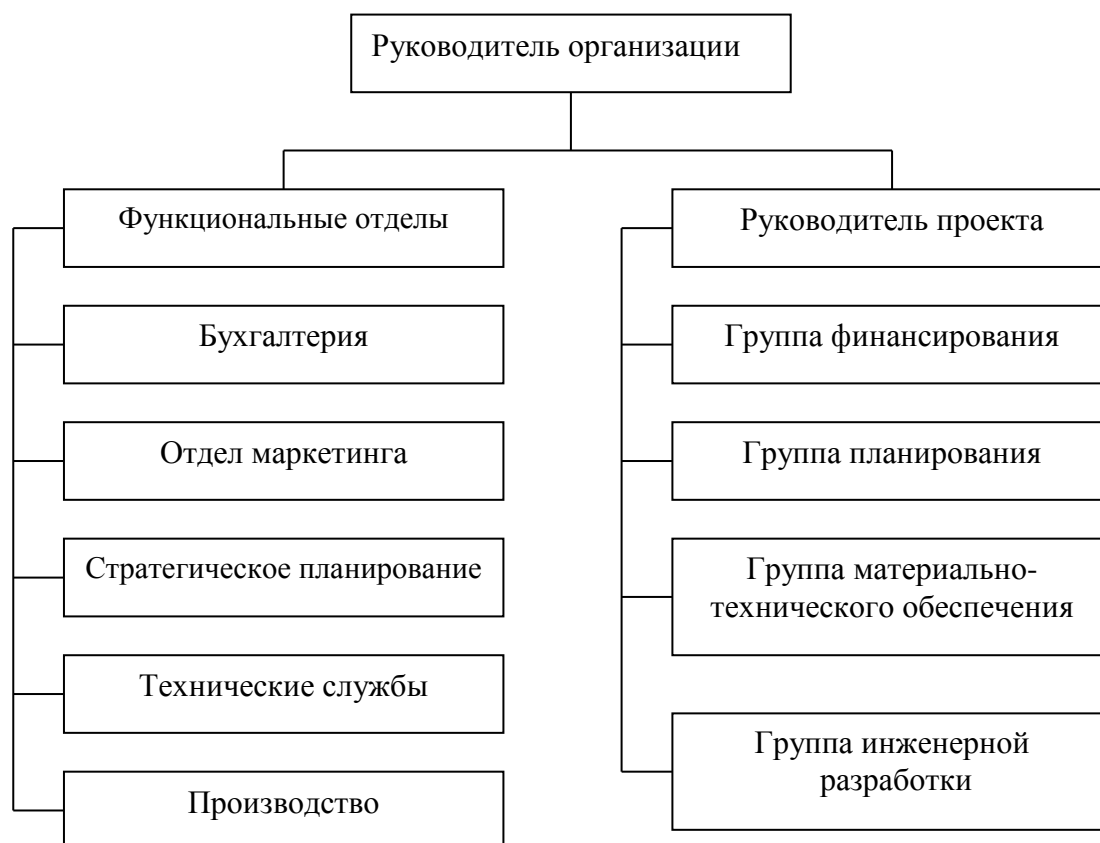 Руководитель организации
Функциональные отделы
Бухгалтерия
Отдел маркетинга
Стратегическое планирование
Технические службы
Производство
Руководитель проекта
Группа финансирования
Группа планирования
Группа материально-
технического обеспечения
Группа инженерной
разработки